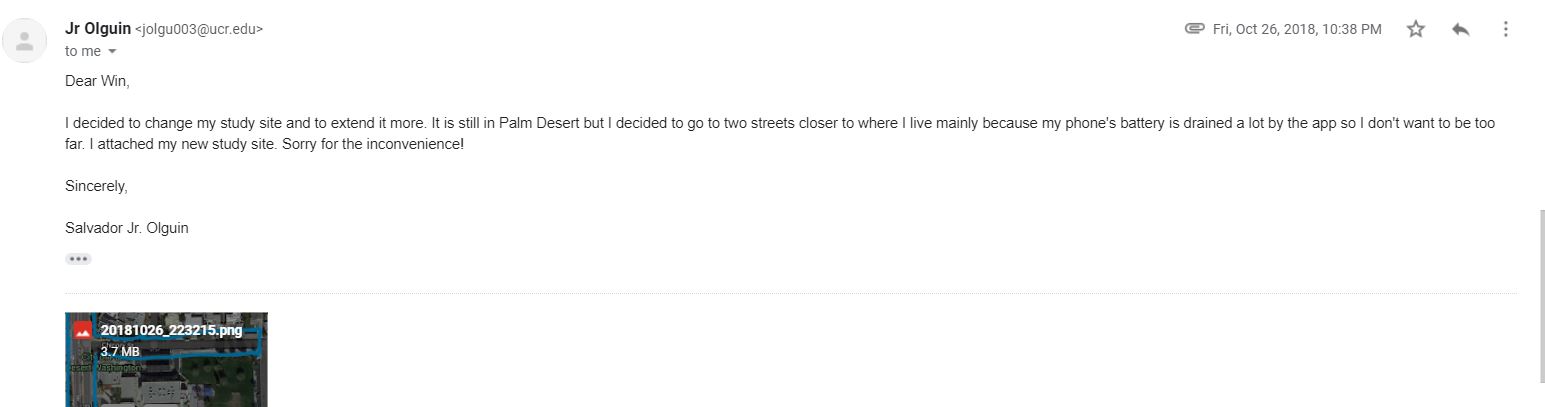 Jr Olguin <jolgu003@ucr.edu>
Fri, Oct 26, 2018, 10:38 PM
to me
Dear Win,
I decided to change my study site and to extend it more. It is still in Palm Desert but I decided to go to two streets closer to where I live mainly because my phone's battery is drained a lot by the app so I don't want to be too
far. I attached my new study site. Sorry for the inconvenience!
Sincerely,
Salvador Jr. Olguin
20181026_223215.png
3.7 MB
Washington